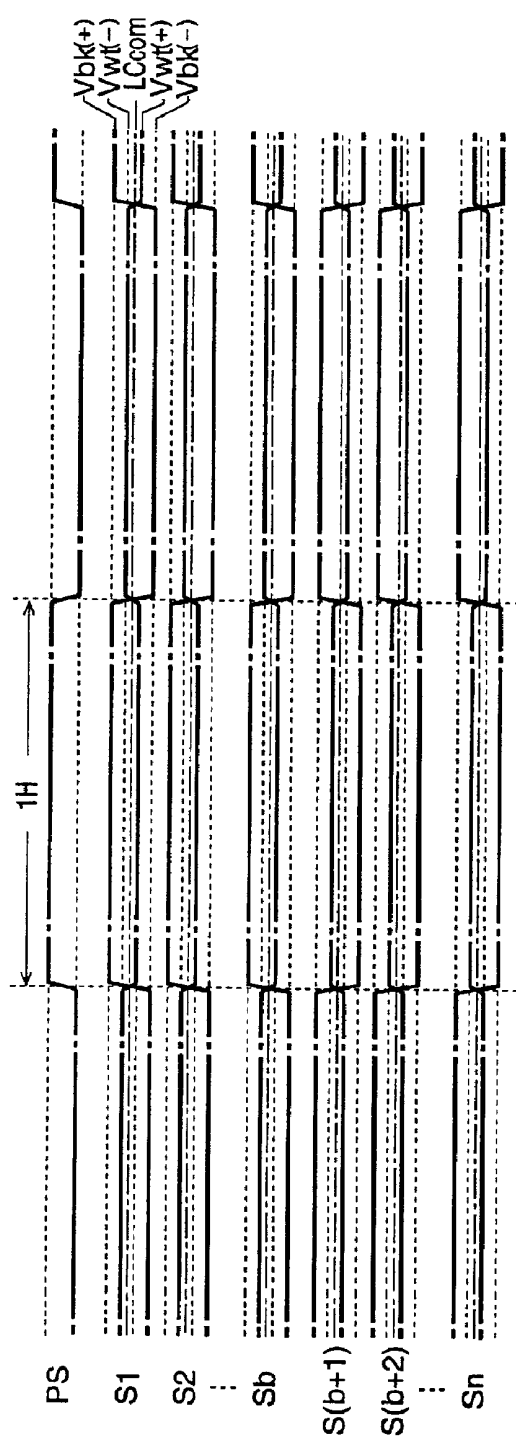 1H
Vbk(+)
Vwt(−)
LCcom
Vwt(+)
Vbk(−)
PS
S1
S2
⋮
Sb
S(b+1)
S(b+2)
⋮
Sn